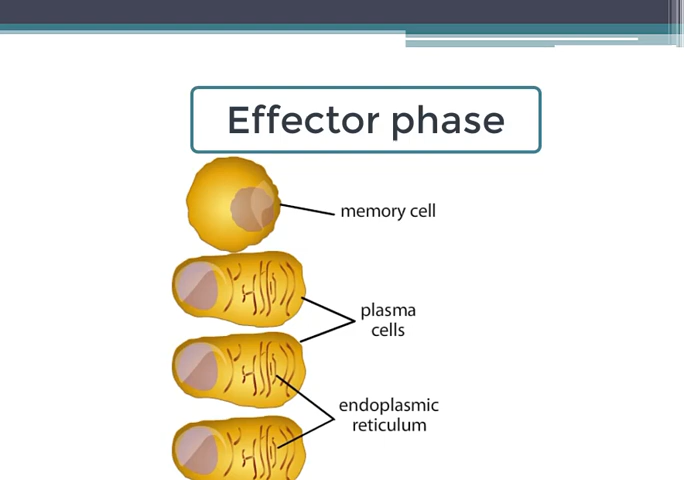 Effector phase
memory cell
plasma
cells
endoplasmic
reticulum